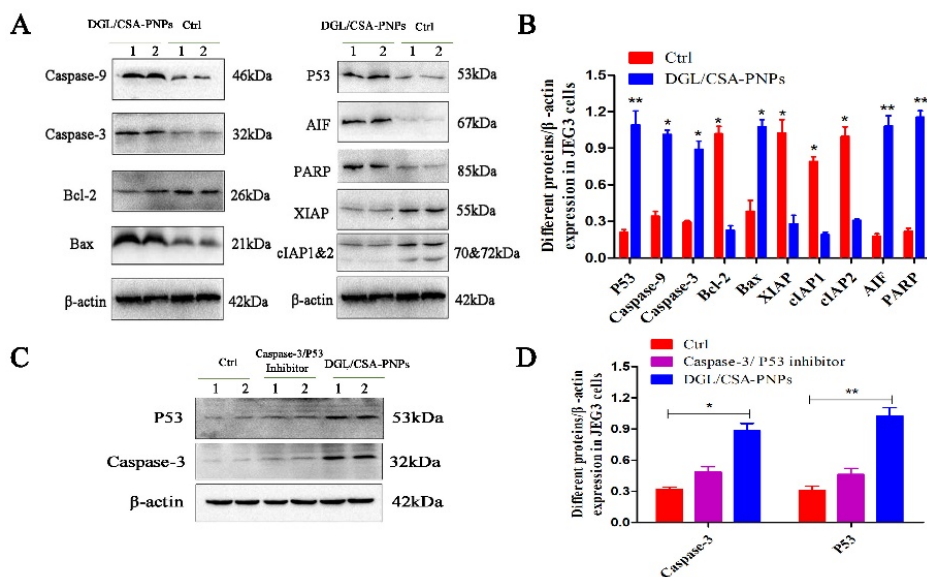 A
DGL/CSA-PNPs Ctrl
1 2 1 2
Caspase-9 46kDa
Caspase-3 32kDa
Bcl-2 26kDa
Bax 21kDa
β-actin 42kDa
DGL/CSA-PNPs Ctrl
1 2 1 2
P53 53kDa
AIF 67kDa
PARP 85kDa
XIAP 55kDa
cIAP1&2 70&72kDa
β-actin 42kDa
B
Ctrl
DGL/CSA-PNPs
Different proteins/β-actin
expression in JEG3 cells
1.5
1.2
0.9
0.6
0.3
0.0
** * * * * * * * ** **
P53 Caspase-9 Caspase-3 Bcl-2 Bax XIAP cIAP1 cIAP2 AIF PARP
C
Ctrl Caspase-3/P53 Inhibitor DGL/CSA-PNPs
1 2 1 2 1 2
P53 53kDa
Caspase-3 32kDa
β-actin 42kDa
D
Ctrl
Caspase-3/ P53 inhibitor
DGL/CSA-PNPs
Different proteins/β-actin
expression in JEG3 cells
1.2
0.9
0.6
0.3
0.0
* **
Caspase-3 P53